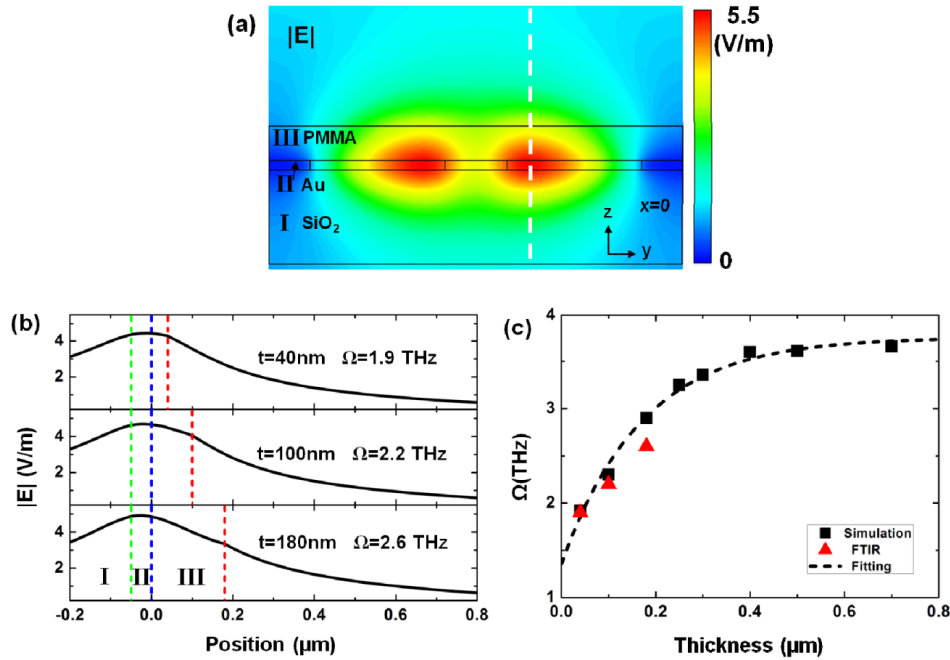 (a)
|E|
5.5
(V/m)
0
III PMMA
II Au
I SiO₂
x=0
z
y
(b)
|E| (V/m)
4
2
t=40nm Ω=1.9 THz
4
2
t=100nm Ω=2.2 THz
4
2
t=180nm Ω=2.6 THz
I II III
-0.2 0.0 0.2 0.4 0.6 0.8
Position (μm)
(c)
Ω(THz)
4
3
2
1
Simulation
FTIR
Fitting
0.0 0.2 0.4 0.6 0.8
Thickness (μm)